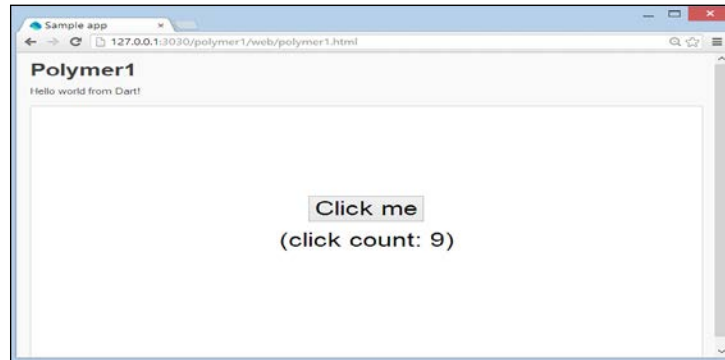 Sample app
127.0.0.1:3030/polymer1/web/polymer1.html
Polymer1
Hello world from Dart!
Click me
(click count: 9)